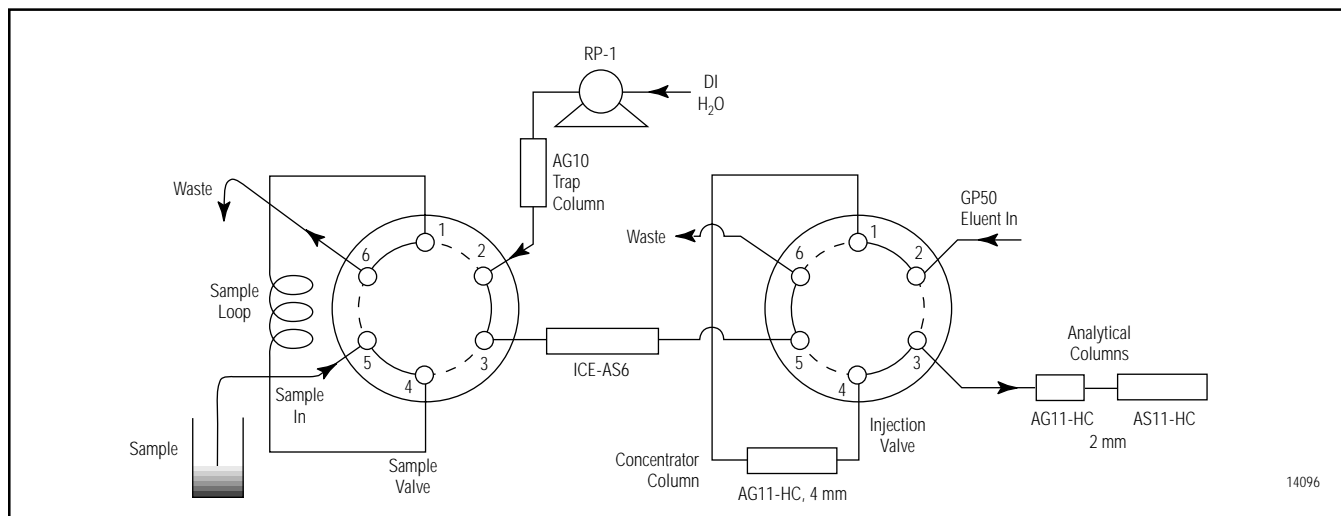 RP-1
DI
H₂O
AG10
Trap
Column
Waste
1
2
3
4
5
6
Sample
Loop
Sample
In
Sample
Sample
Valve
ICE-AS6
GP50
Eluent In
Waste
1
2
3
4
5
6
Injection
Valve
Concentrator
Column
AG11-HC, 4 mm
Analytical
Columns
AG11-HC
AS11-HC
2 mm
14096